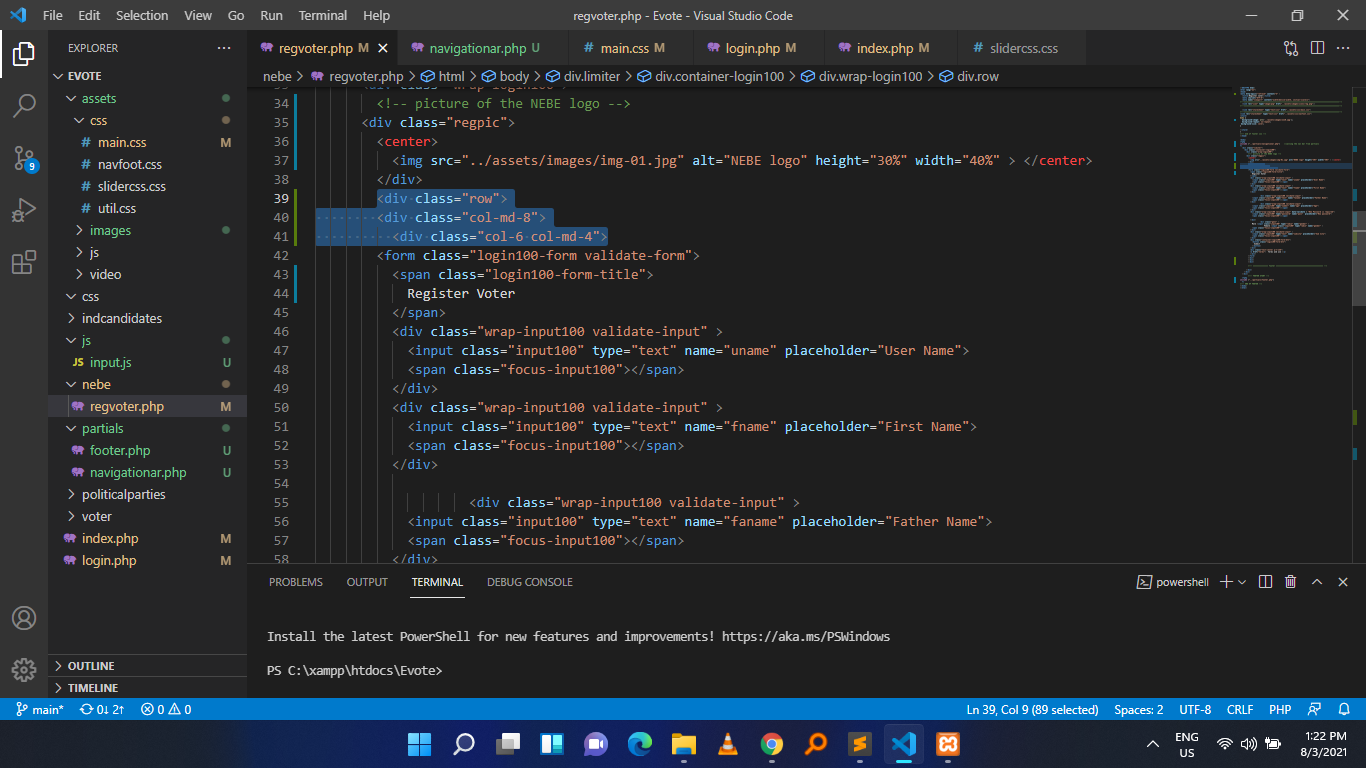 File Edit Selection View Go Run Terminal Help
regvoter.php - Evote - Visual Studio Code
EXPLORER
EVOTE
assets
css
# main.css M
# navfoot.css
# slidercss.css
# util.css
images
js
video
css
indcandidates
js
JS input.js U
nebe
regvoter.php M
partials
footer.php U
navigationar.php U
politicalparties
voter
index.php M
login.php M
OUTLINE
TIMELINE
9
regvoter.php M navigationar.php U # main.css M login.php M index.php M # slidercss.css
nebe > regvoter.php > html > body > div.limiter > div.container-login100 > div.wrap-login100 > div.row
34 <!-- picture of the NEBE logo -->
35 <div class="regpic">
36 <center>
37 <img src="../assets/images/img-01.jpg" alt="NEBE logo" height="30%" width="40%" > </center>
38 </div>
39 <div class="row">
40 <div class="col-md-8">
41 <div class="col-6 col-md-4">
42 <form class="login100-form validate-form">
43 <span class="login100-form-title">
44 Register Voter
45 </span>
46 <div class="wrap-input100 validate-input" >
47 <input class="input100" type="text" name="uname" placeholder="User Name">
48 <span class="focus-input100"></span>
49 </div>
50 <div class="wrap-input100 validate-input" >
51 <input class="input100" type="text" name="fname" placeholder="First Name">
52 <span class="focus-input100"></span>
53 </div>
54
55 <div class="wrap-input100 validate-input" >
56 <input class="input100" type="text" name="faname" placeholder="Father Name">
57 <span class="focus-input100"></span>
58 </div>
PROBLEMS OUTPUT TERMINAL DEBUG CONSOLE
powershell
Install the latest PowerShell for new features and improvements! https://aka.ms/PSWindows
PS C:\xampp\htdocs\Evote>
main* 0↓ 2↑ 0 0
Ln 39, Col 9 (89 selected) Spaces: 2 UTF-8 CRLF PHP
ENG
US
1:22 PM
8/3/2021